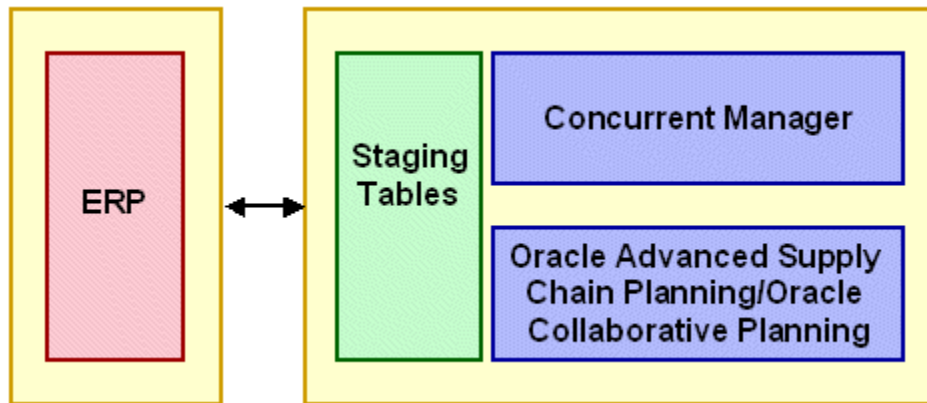 ERP
Staging
Tables
Concurrent Manager
Oracle Advanced Supply
Chain Planning/Oracle
Collaborative Planning